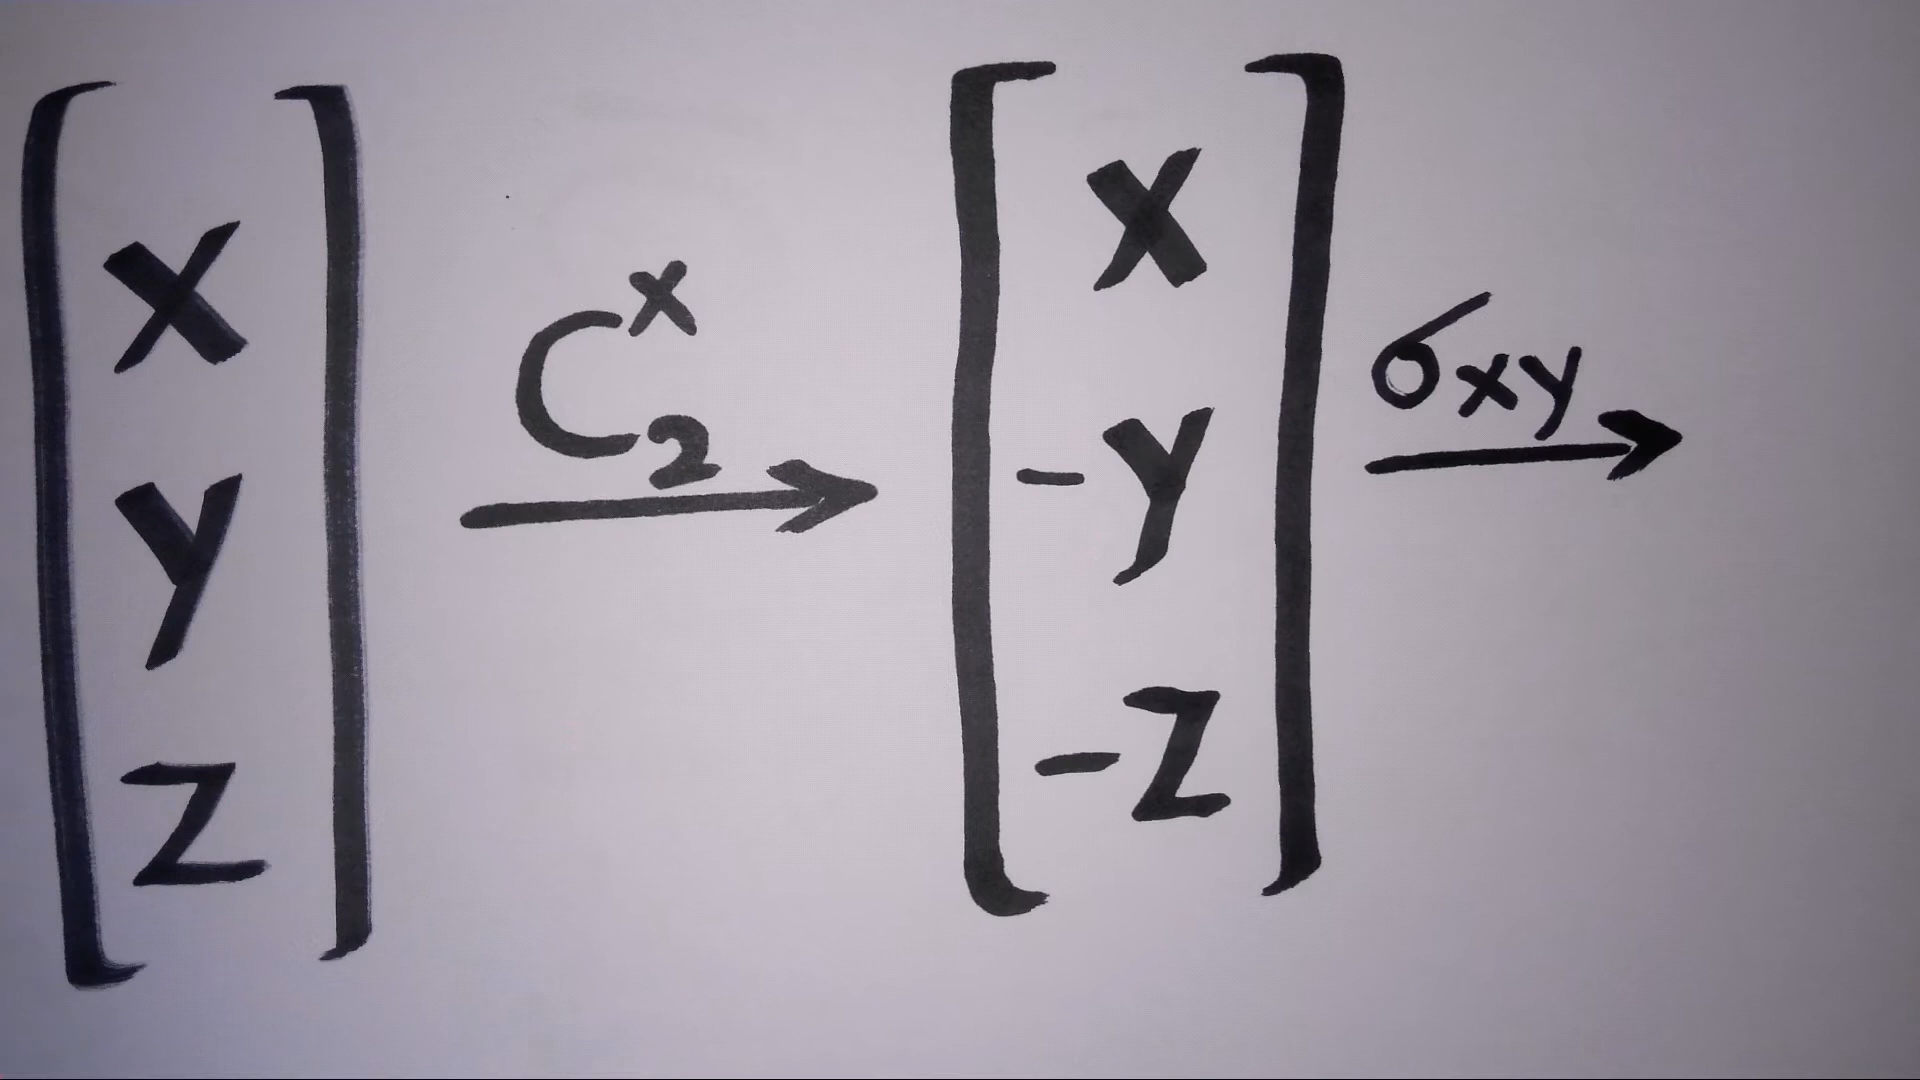 [x y z] C₂ˣ → [x -y -z] σxy →